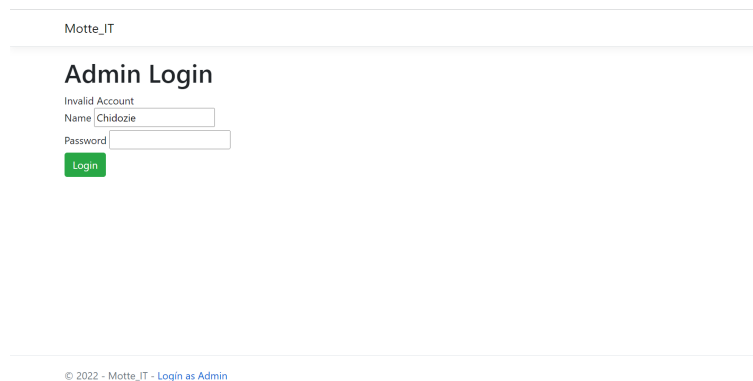 Motte_IT
Admin Login
Invalid Account
Name Chidozie
Password
Login
© 2022 - Motte_IT - Login as Admin